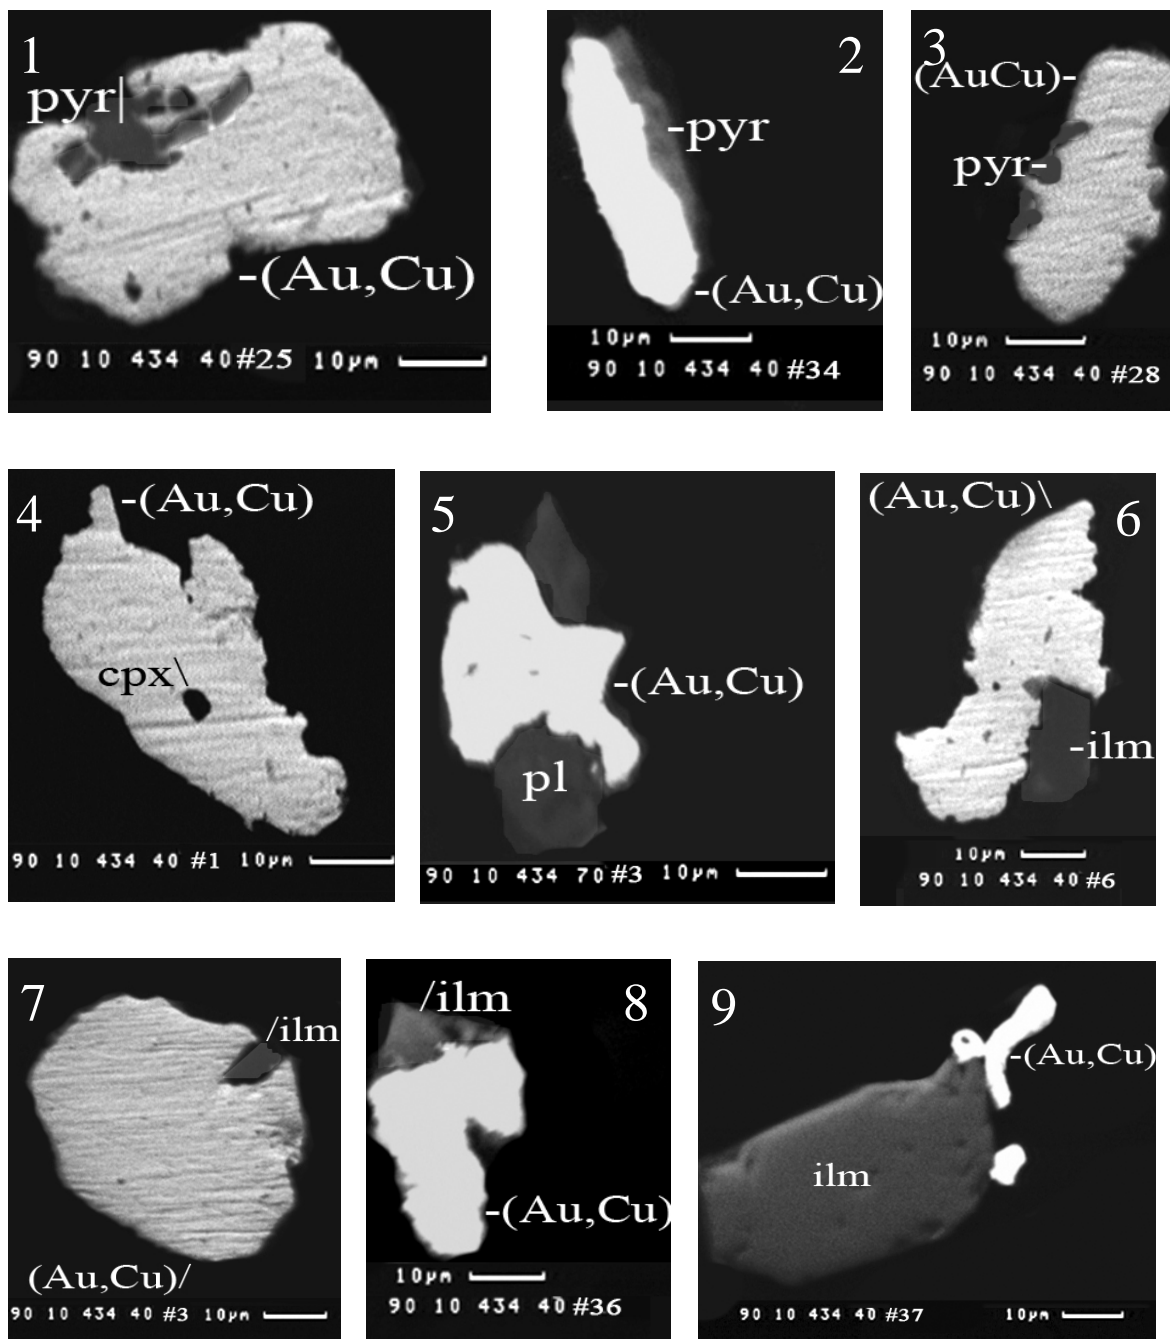 1
pyr|
-(Au,Cu)
90 10 434 40 #25 10µm
2
-pyr
-(Au,Cu)
10µm
90 10 434 40 #34
3
(AuCu)-
pyr-
10µm
90 10 434 40 #28
4
-(Au,Cu)
cpx\
90 10 434 40 #1 10µm
5
-(Au,Cu)
pl
90 10 434 70 #3 10µm
(Au,Cu)\
6
-ilm
10µm
90 10 434 40 #6
7
/ilm
(Au,Cu)/
90 10 434 40 #3 10µm
/ilm
8
-(Au,Cu)
10µm
90 10 434 40 #36
9
-(Au,Cu)
ilm
90 10 434 40 #37 10µm